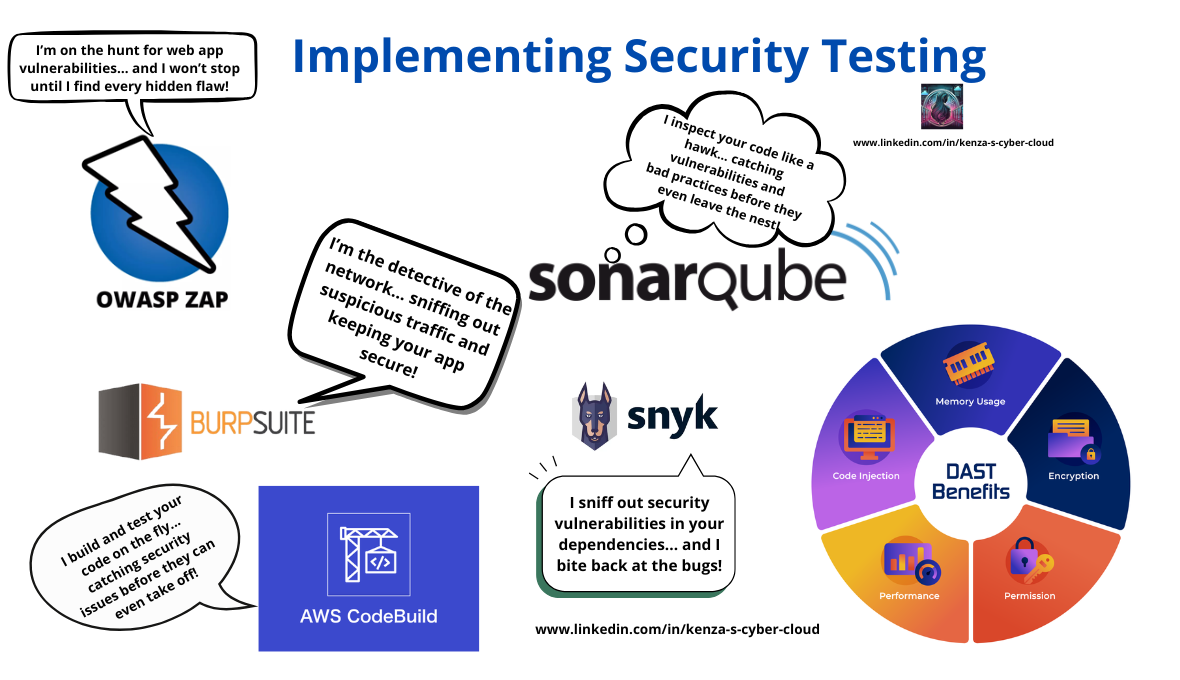 Implementing Security Testing
www.linkedin.com/in/kenza-s-cyber-cloud
I’m on the hunt for web app
vulnerabilities... and I won’t stop
until I find every hidden flaw!
OWASP ZAP
I inspect your code like a
hawk... catching
vulnerabilities and
bad practices before they
even leave the nest!
sonarqube
I’m the detective of the
network... sniffing out
suspicious traffic and
keeping your app
secure!
BURPSUITE
snyk
I sniff out security
vulnerabilities in your
dependencies... and I
bite back at the bugs!
I build and test your
code on the fly...
catching security
issues before they can
even take off!
</>
AWS CodeBuild
DAST
Benefits
Memory Usage
Encryption
Permission
Performance
Code Injection
www.linkedin.com/in/kenza-s-cyber-cloud